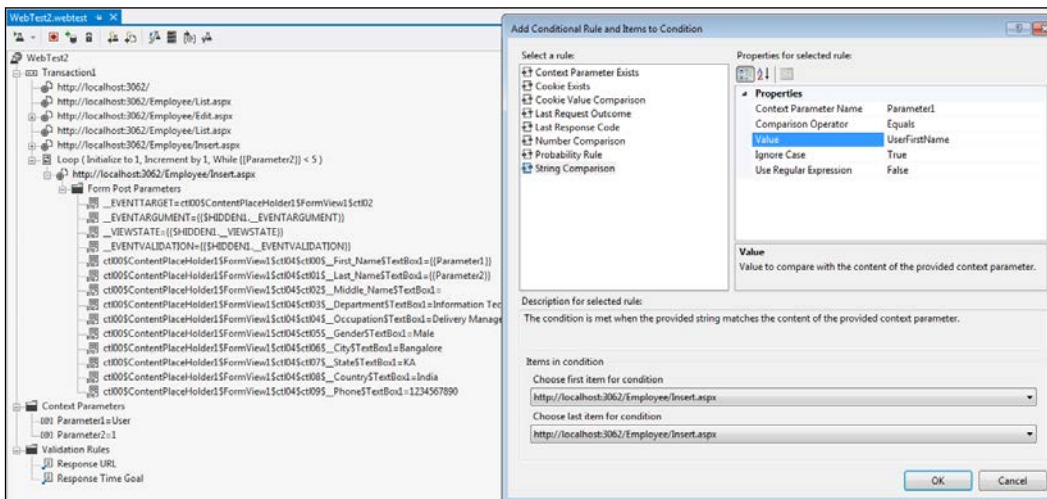 WebTest2.webtest
WebTest2
Transaction1
http://localhost:3062/
http://localhost:3062/Employee/List.aspx
http://localhost:3062/Employee/Edit.aspx
http://localhost:3062/Employee/List.aspx
http://localhost:3062/Employee/Insert.aspx
Loop ( Initialize to 1, Increment by 1, While {{Parameter2}} < 5 )
http://localhost:3062/Employee/Insert.aspx
Form Post Parameters
__EVENTTARGET=ctl00$ContentPlaceHolder1$FormView1$ctl02
__EVENTARGUMENT={{$HIDDEN1.__EVENTARGUMENT}}
__VIEWSTATE={{$HIDDEN1.__VIEWSTATE}}
__EVENTVALIDATION={{$HIDDEN1.__EVENTVALIDATION}}
ctl00$ContentPlaceHolder1$FormView1$ctl04$ctl00$__First_Name$TextBox1={{Parameter1}}
ctl00$ContentPlaceHolder1$FormView1$ctl04$ctl01$__Last_Name$TextBox1={{Parameter2}}
ctl00$ContentPlaceHolder1$FormView1$ctl04$ctl02$__Middle_Name$TextBox1=
ctl00$ContentPlaceHolder1$FormView1$ctl04$ctl03$__Department$TextBox1=Information Tec
ctl00$ContentPlaceHolder1$FormView1$ctl04$ctl04$__Occupation$TextBox1=Delivery Manage
ctl00$ContentPlaceHolder1$FormView1$ctl04$ctl05$__Gender$TextBox1=Male
ctl00$ContentPlaceHolder1$FormView1$ctl04$ctl06$__City$TextBox1=Bangalore
ctl00$ContentPlaceHolder1$FormView1$ctl04$ctl07$__State$TextBox1=KA
ctl00$ContentPlaceHolder1$FormView1$ctl04$ctl08$__Country$TextBox1=India
ctl00$ContentPlaceHolder1$FormView1$ctl04$ctl09$__Phone$TextBox1=1234567890
Context Parameters
Parameter1=User
Parameter2=1
Validation Rules
Response URL
Response Time Goal
Add Conditional Rule and Items to Condition
Select a rule:
Context Parameter Exists
Cookie Exists
Cookie Value Comparison
Last Request Outcome
Last Response Code
Number Comparison
Probability Rule
String Comparison
Properties for selected rule:
Properties
Context Parameter Name Parameter1
Comparison Operator Equals
Value UserFirstName
Ignore Case True
Use Regular Expression False
Value
Value to compare with the content of the provided context parameter.
Description for selected rule:
The condition is met when the provided string matches the content of the provided context parameter.
Items in condition
Choose first item for condition
http://localhost:3062/Employee/Insert.aspx
Choose last item for condition
http://localhost:3062/Employee/Insert.aspx
OK Cancel